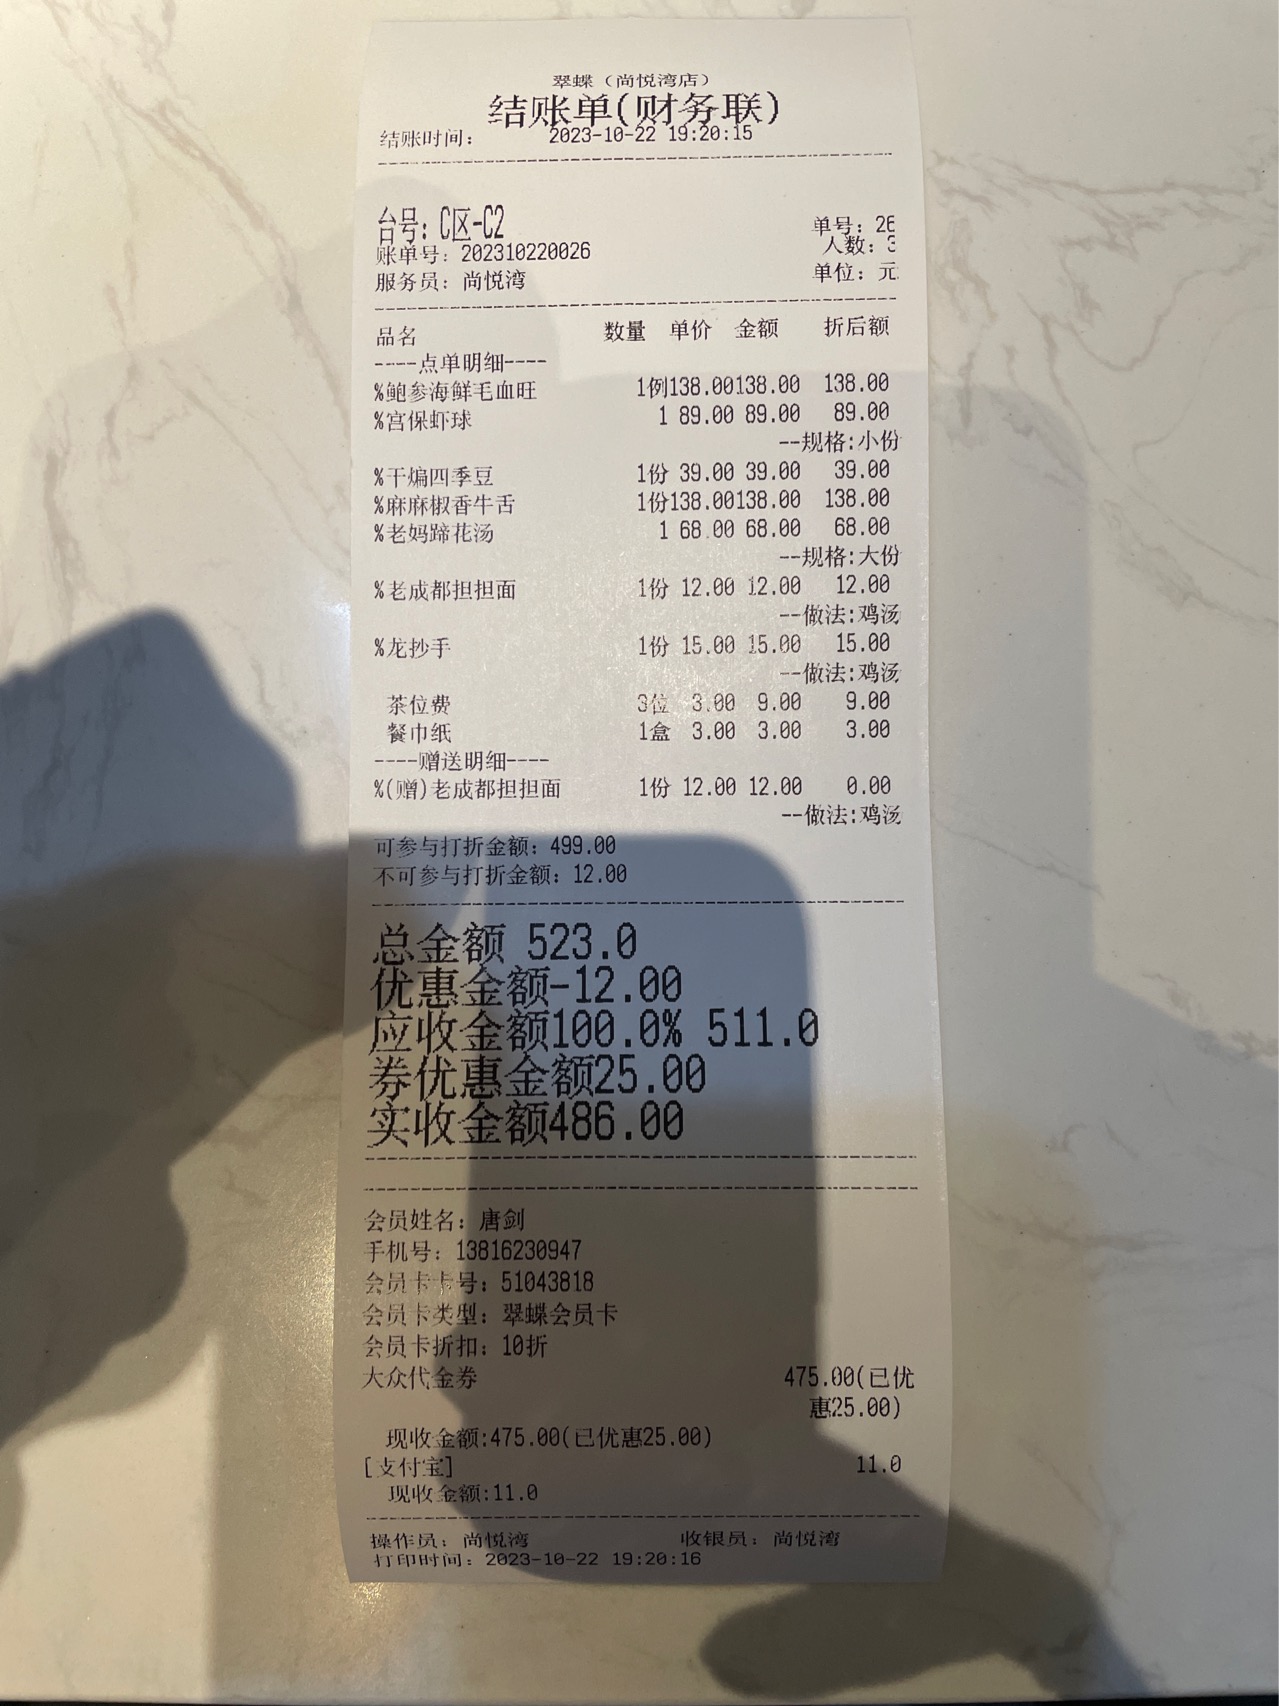 翠蝶（尚悦湾店）
结账单(财务联)
结账时间： 2023-10-22 19:20:15
台号：C区-C2 单号：26
账单号：202310220026 人数：3
服务员：尚悦湾 单位：元
品名 数量 单价 金额 折后额
----点单明细----
%鲍参海鲜毛血旺 1例138.00138.00 138.00
%宫保虾球 1 89.00 89.00 89.00
--规格:小份
%干煸四季豆 1份 39.00 39.00 39.00
%麻麻椒香牛舌 1份138.00138.00 138.00
%老妈蹄花汤 1 68.00 68.00 68.00
--规格:大份
%老成都担担面 1份 12.00 12.00 12.00
--做法:鸡汤
%龙抄手 1份 15.00 15.00 15.00
--做法:鸡汤
茶位费 3位 3.00 9.00 9.00
餐巾纸 1盒 3.00 3.00 3.00
----赠送明细----
%(赠)老成都担担面 1份 12.00 12.00 0.00
--做法:鸡汤
可参与打折金额：499.00
不可参与打折金额：12.00
总金额 523.0
优惠金额-12.00
应收金额100.0% 511.0
券优惠金额25.00
实收金额486.00
会员姓名：唐剑
手机号：13816230947
会员卡卡号：51043818
会员卡类型：翠蝶会员卡
会员卡折扣：10折
大众代金券 475.00(已优
惠25.00)
现收金额:475.00(已优惠25.00)
[支付宝] 11.0
现收金额:11.0
操作员：尚悦湾 收银员：尚悦湾
打印时间：2023-10-22 19:20:16